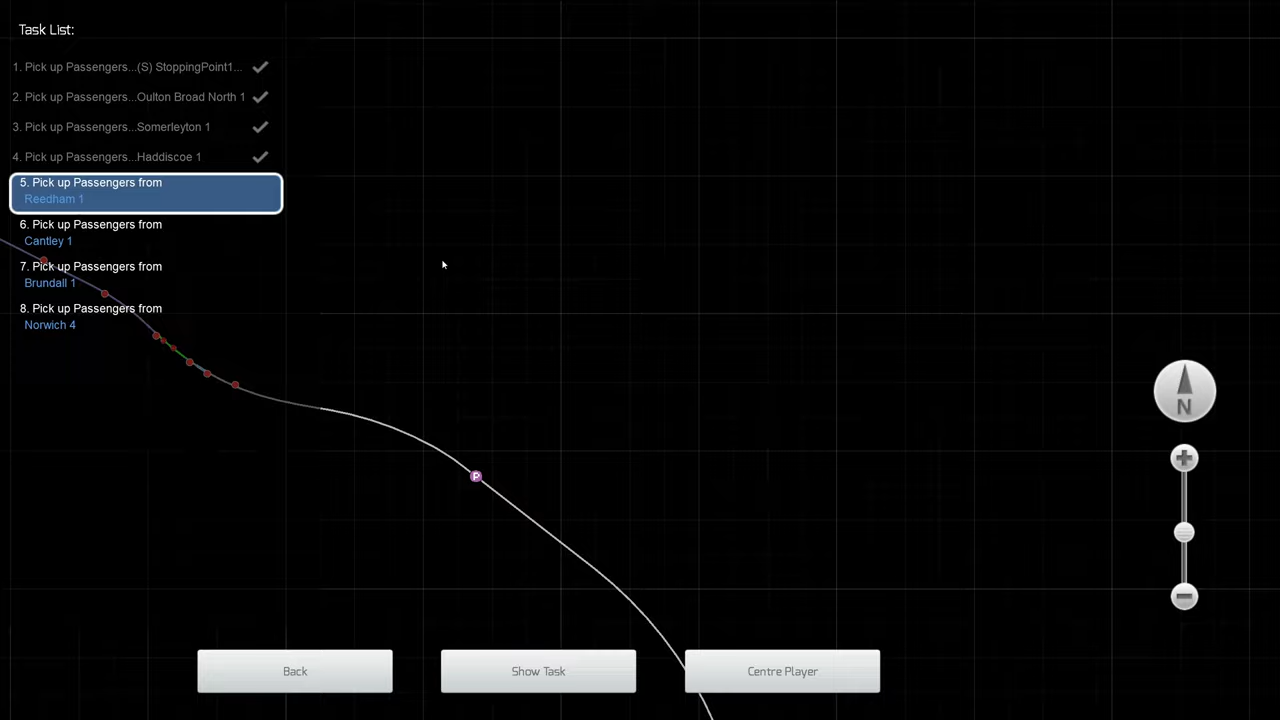 Task List:
1. Pick up Passengers...(S) StoppingPoint1...
2. Pick up Passengers...Oulton Broad North 1
3. Pick up Passengers...Somerleyton 1
4. Pick up Passengers...Haddiscoe 1
5. Pick up Passengers from
Reedham 1
6. Pick up Passengers from
Cantley 1
7. Pick up Passengers from
Brundall 1
8. Pick up Passengers from
Norwich 4
P
N
Back
Show Task
Centre Player